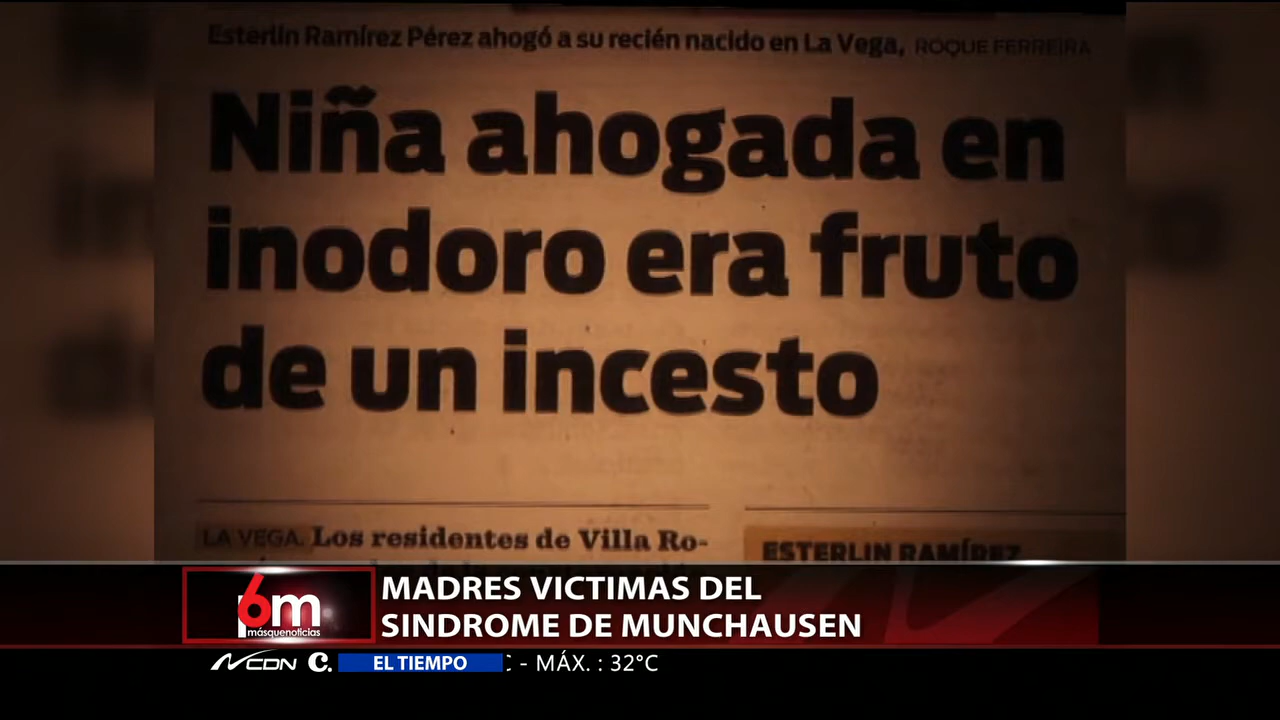 Esterlin Ramírez Pérez ahogó a su recién nacido en La Vega, ROQUE FERREIRA
Niña ahogada en
inodoro era fruto
de un incesto
LA VEGA. Los residentes de Villa Ro-
ESTERLIN RAMÍREZ
6pm
másquenoticias
MADRES VICTIMAS DEL
SINDROME DE MUNCHAUSEN
CDN C. EL TIEMPO C - MÁX. : 32°C